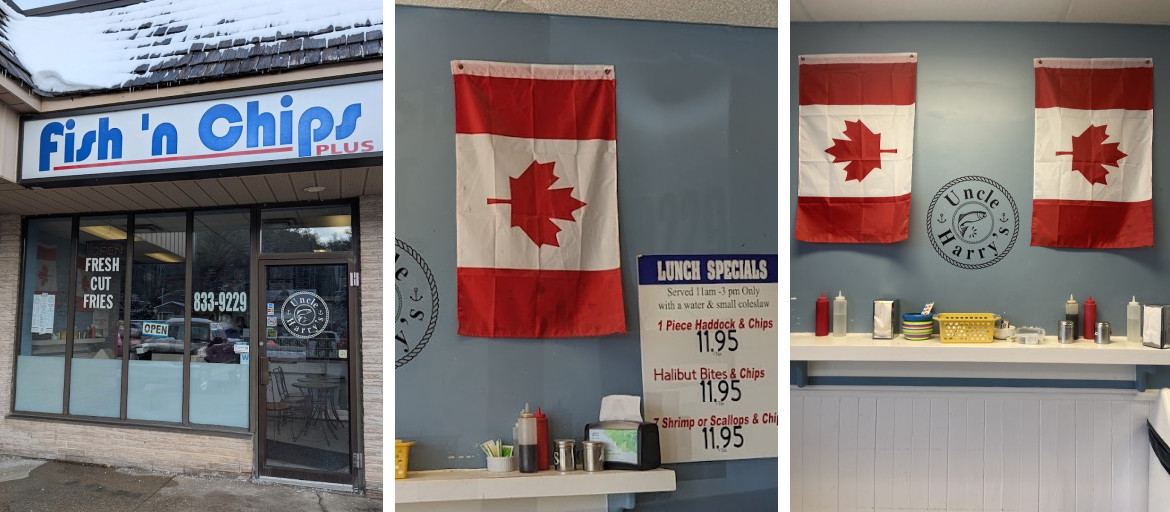 Fish 'n Chips
PLUS
FRESH
CUT
FRIES
OPEN
833-9229
Uncle
Harry's
LUNCH SPECIALS
Served 11am -3 pm Only
with a water & small coleslaw
1 Piece Haddock & Chips
11.95
Halibut Bites & Chips
11.95
7 Shrimp or Scallops & Chi
11.95
Uncle
Harry's